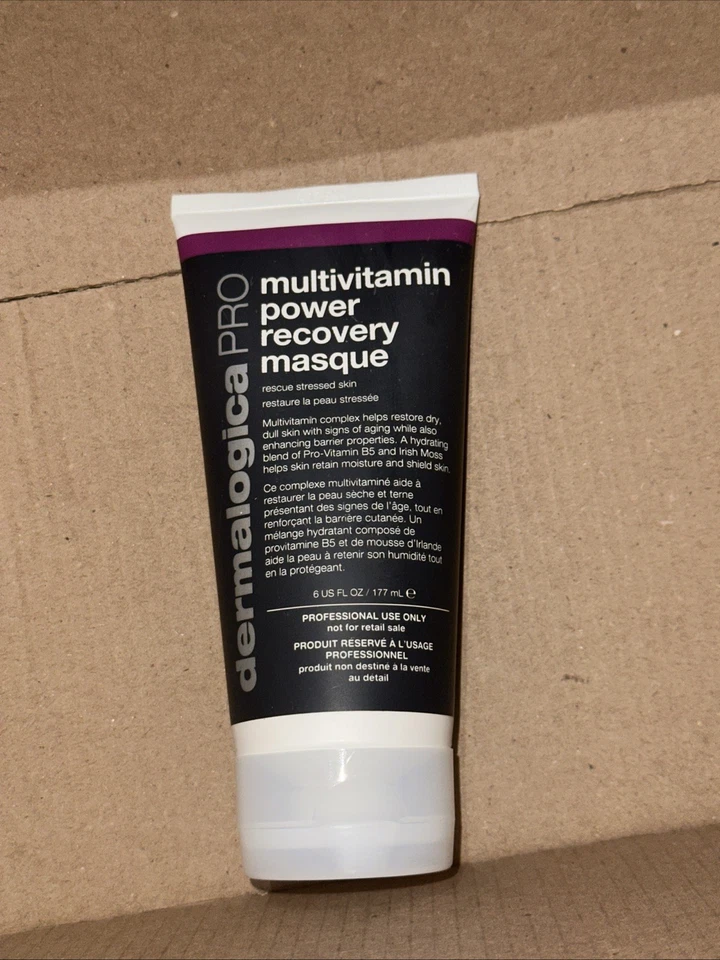 dermalogica PRO
multivitamin
power
recovery
masque
rescue stressed skin
restaure la peau stressée
Multivitamin complex helps restore dry,
dull skin with signs of aging while also
enhancing barrier properties. A hydrating
blend of Pro-Vitamin B5 and Irish Moss
helps skin retain moisture and shield skin.
Ce complexe multivitaminé aide à
restaurer la peau sèche et terne
présentant des signes de l'âge, tout en
renforçant la barrière cutanée. Un
mélange hydratant composé de
provitamine B5 et de mousse d'Irlande
aide la peau à retenir son humidité tout
en la protégeant.
6 US FL OZ / 177 mL ℮
PROFESSIONAL USE ONLY
not for retail sale
PRODUIT RÉSERVÉ À L'USAGE
PROFESSIONNEL
produit non destiné à la vente
au détail